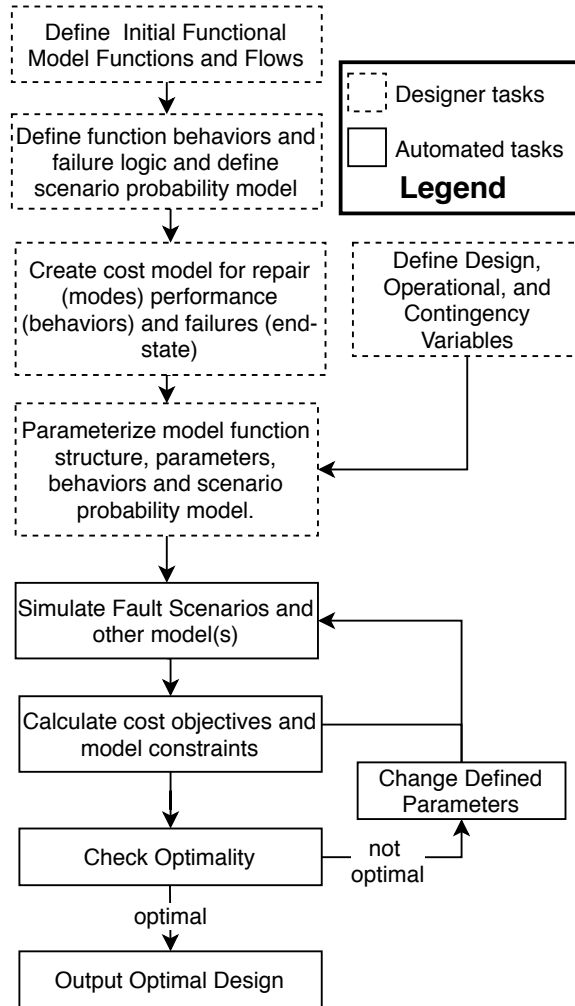 Define Initial Functional
Model Functions and Flows
Designer tasks
Automated tasks
Legend
Define function behaviors and
failure logic and define
scenario probability model
Create cost model for repair
(modes) performance
(behaviors) and failures (end-
state)
Define Design,
Operational, and
Contingency
Variables
Parameterize model function
structure, parameters,
behaviors and scenario
probability model.
Simulate Fault Scenarios and
other model(s)
Calculate cost objectives and
model constraints
Change Defined
Parameters
Check Optimality
not
optimal
optimal
Output Optimal Design